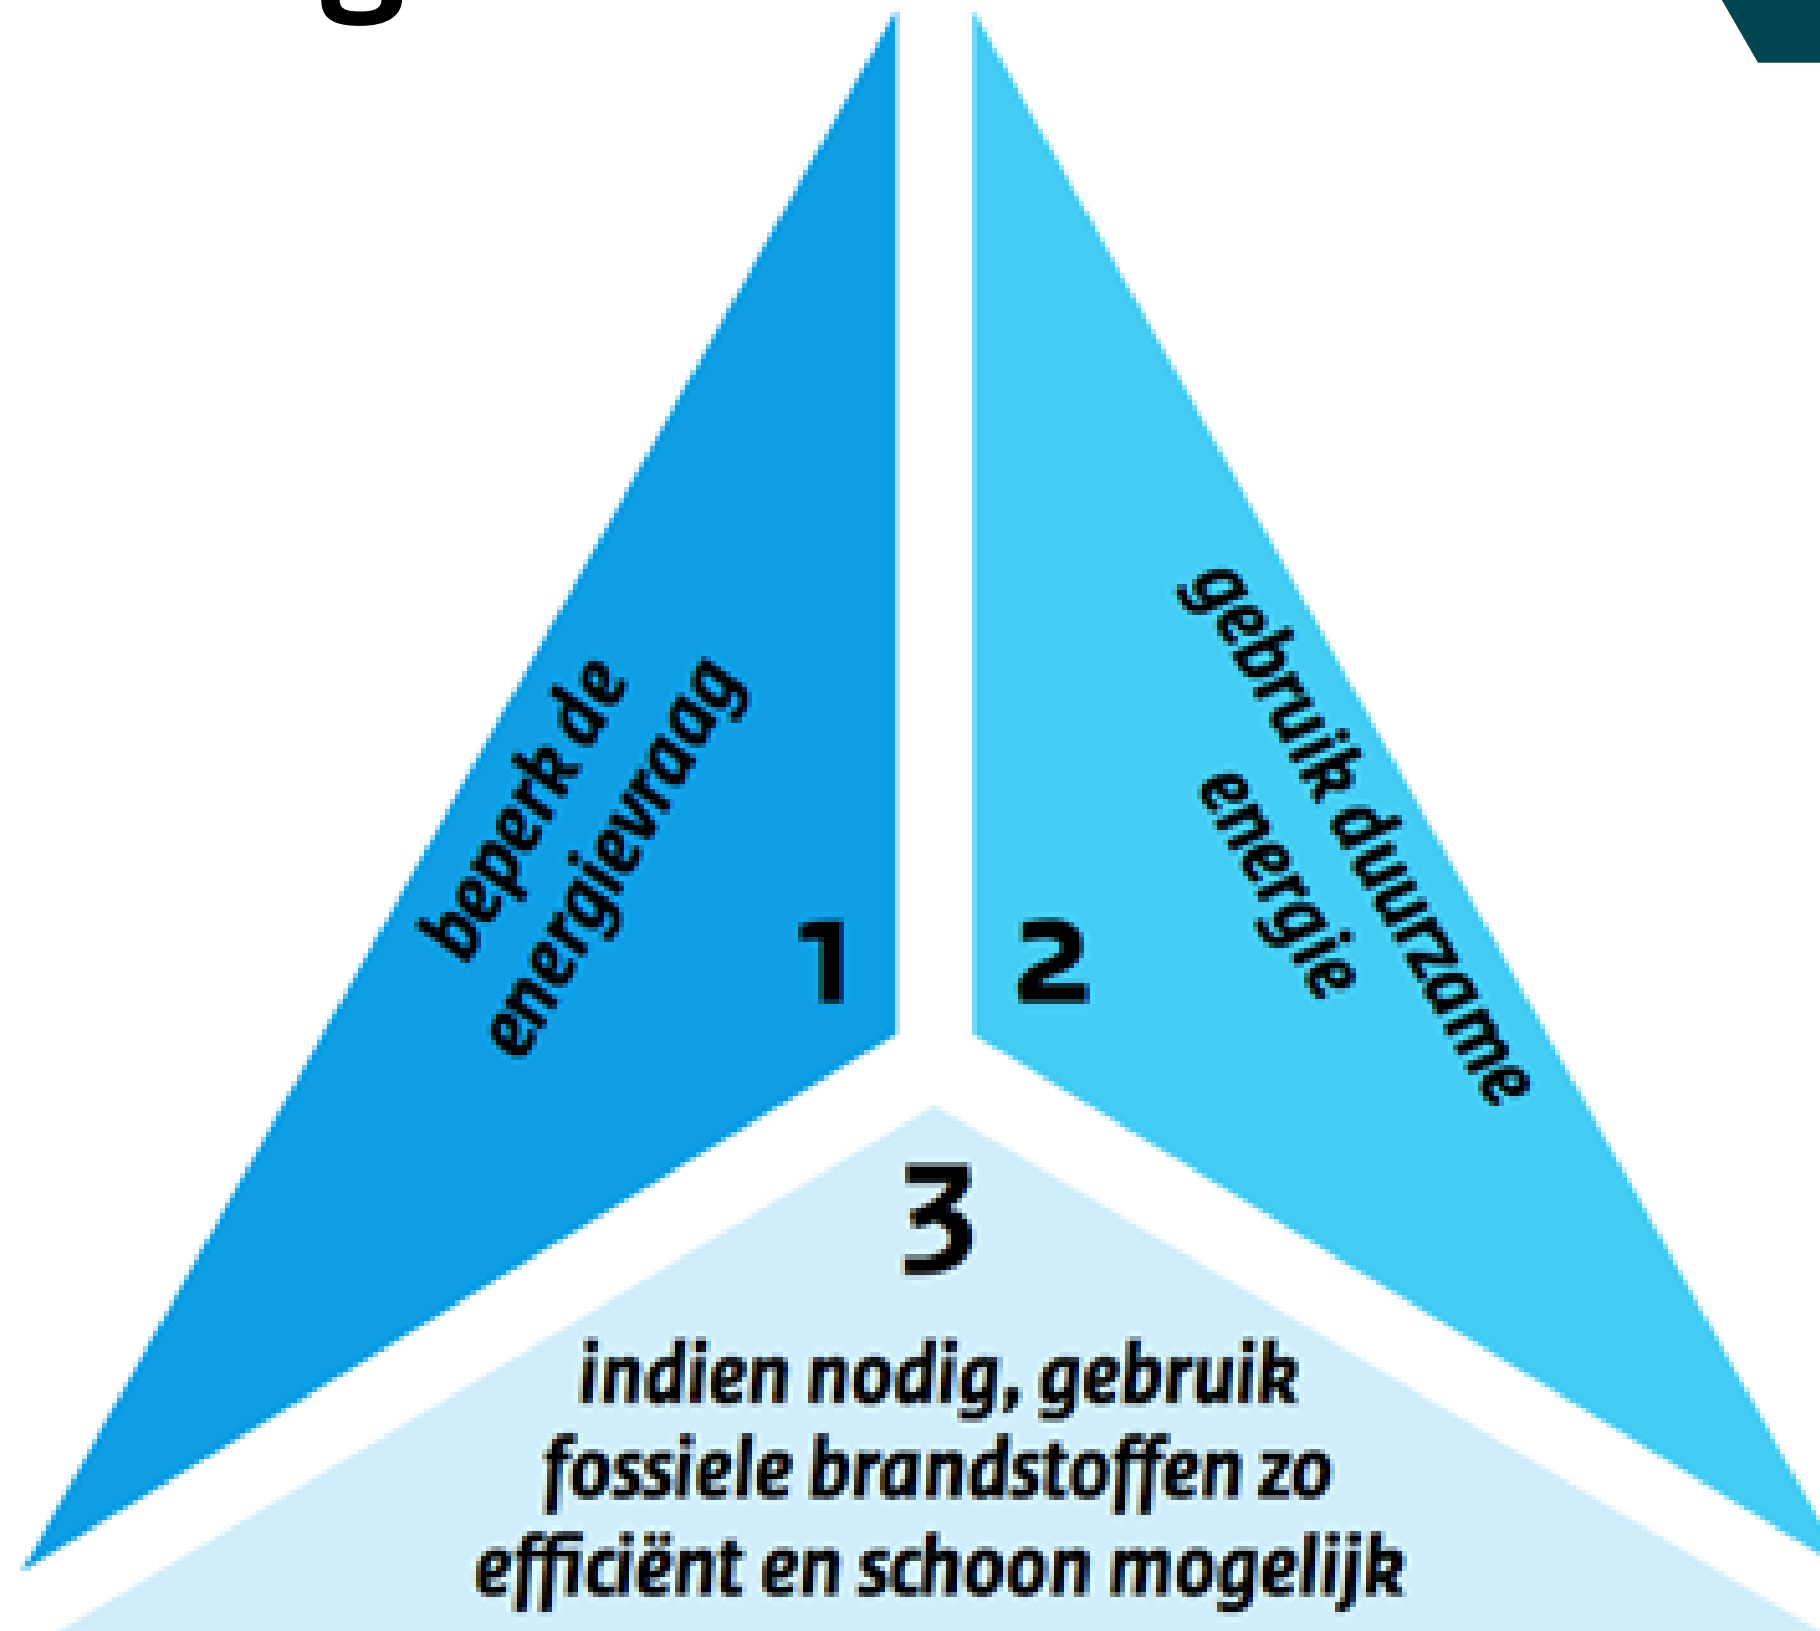 beperk de
energievraag
1
2
gebruik duurzame
energie
3
indien nodig, gebruik
fossiele brandstoffen zo
efficiënt en schoon mogelijk